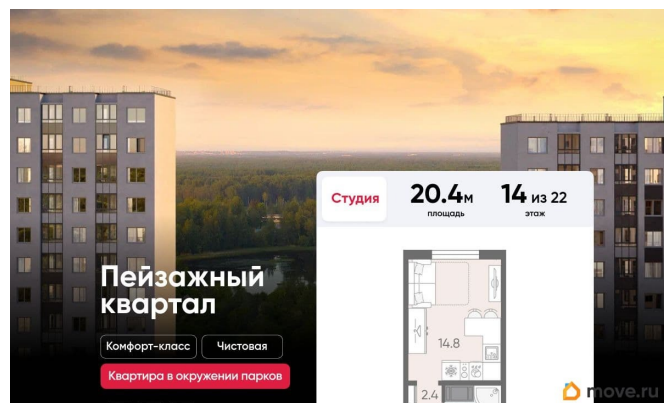 Студия
20.4м
площадь
14 из 22
этаж
Пейзажный
квартал
Комфорт-класс
Чистовая
Квартира в окружении парков
14.8
2.4
move.ru